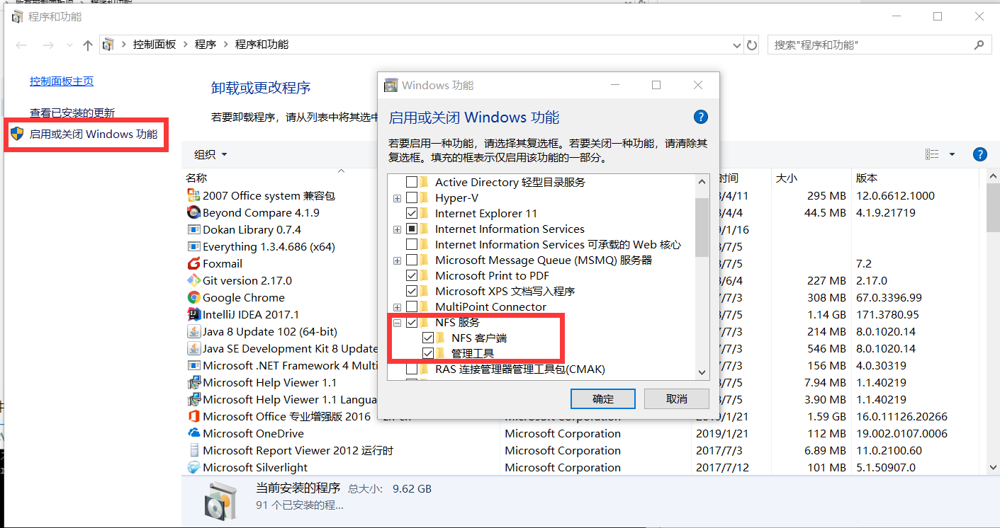 程序和功能
控制面板 程序 程序和功能
搜索"程序和功能"
控制面板主页
查看已安装的更新
启用或关闭 Windows 功能
卸载或更改程序
若要卸载程序，请从列表中将其选中
组织
名称 时间 大小 版本
2007 Office system 兼容包 3/4/11 295 MB 12.0.6612.1000
Beyond Compare 4.1.9 3/4/4 44.5 MB 4.1.9.21719
Dokan Library 0.7.4 9/1/16
Everything 1.3.4.686 (x64) 3/7/5
Foxmail 3/7/5 7.2
Git version 2.17.0 3/6/4 227 MB 2.17.0
Google Chrome 7/7/3 308 MB 67.0.3396.99
IntelliJ IDEA 2017.1 3/7/5 1.14 GB 171.3780.95
Java 8 Update 102 (64-bit) 7/7/3 214 MB 8.0.1020.14
Java SE Development Kit 8 Update 7/7/3 546 MB 8.0.1020.14
Microsoft .NET Framework 4 Multi 7/7/3 156 MB 4.0.30319
Microsoft Help Viewer 1.1 3/7/5 7.94 MB 1.1.40219
Microsoft Help Viewer 1.1 Langua 3/7/5 3.90 MB 1.1.40219
Microsoft Office 专业增强版 2016 9/1/21 1.59 GB 16.0.11126.20266
Microsoft OneDrive Microsoft Corporation 2019/1/21 112 MB 19.002.0107.0006
Microsoft Report Viewer 2012 运行时 Microsoft Corporation 2017/7/3 6.89 MB 11.0.2100.60
Microsoft Silverlight Microsoft Corporation 2017/7/12 101 MB 5.1.50907.0
当前安装的程序 总大小: 9.62 GB
91 个已安装的程...
Windows 功能
启用或关闭 Windows 功能
若要启用一种功能，请选择其复选框。若要关闭一种功能，请清除其
复选框。填充的框表示仅启用该功能的一部分。
Active Directory 轻型目录服务
Hyper-V
Internet Explorer 11
Internet Information Services
Internet Information Services 可承载的 Web 核心
Microsoft Message Queue (MSMQ) 服务器
Microsoft Print to PDF
Microsoft XPS 文档写入程序
MultiPoint Connector
NFS 服务
NFS 客户端
管理工具
RAS 连接管理器管理工具包(CMAK)
确定 取消